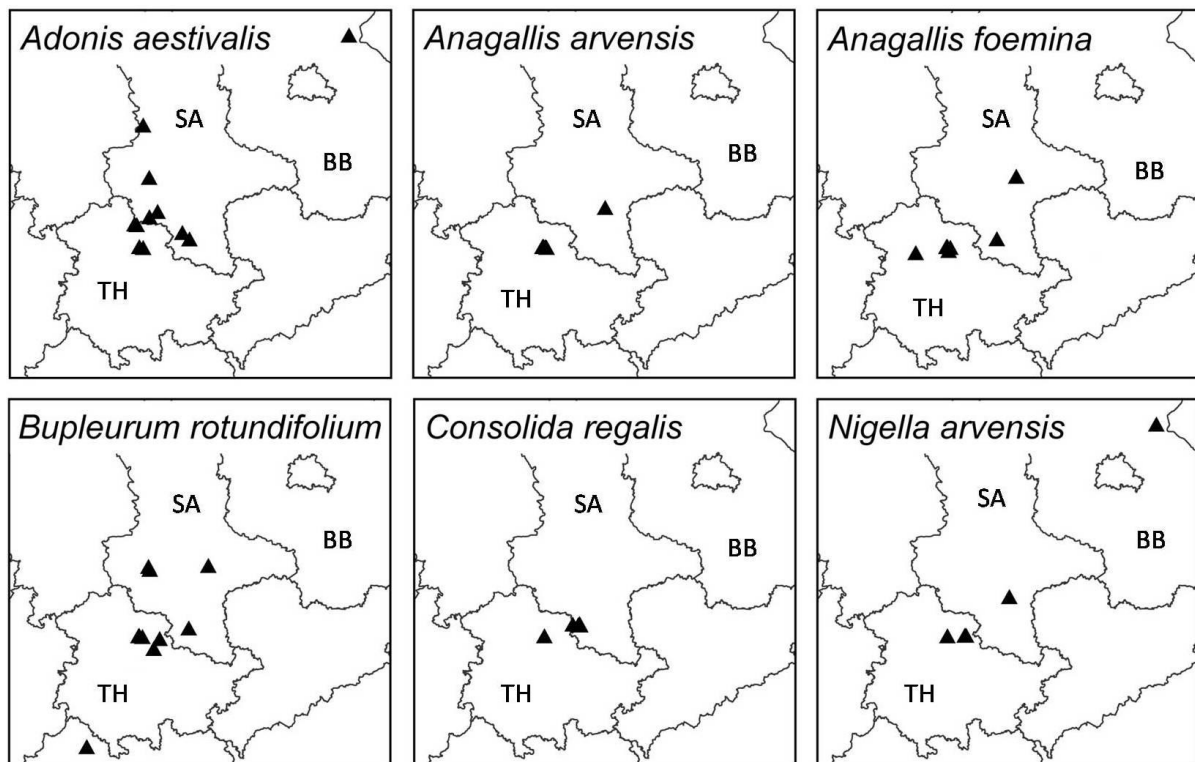 Adonis aestivalis
SA
BB
TH
Anagallis arvensis
SA
BB
TH
Anagallis foemina
SA
BB
TH
Bupleurum rotundifolium
SA
BB
TH
Consolida regalis
SA
BB
TH
Nigella arvensis
SA
BB
TH